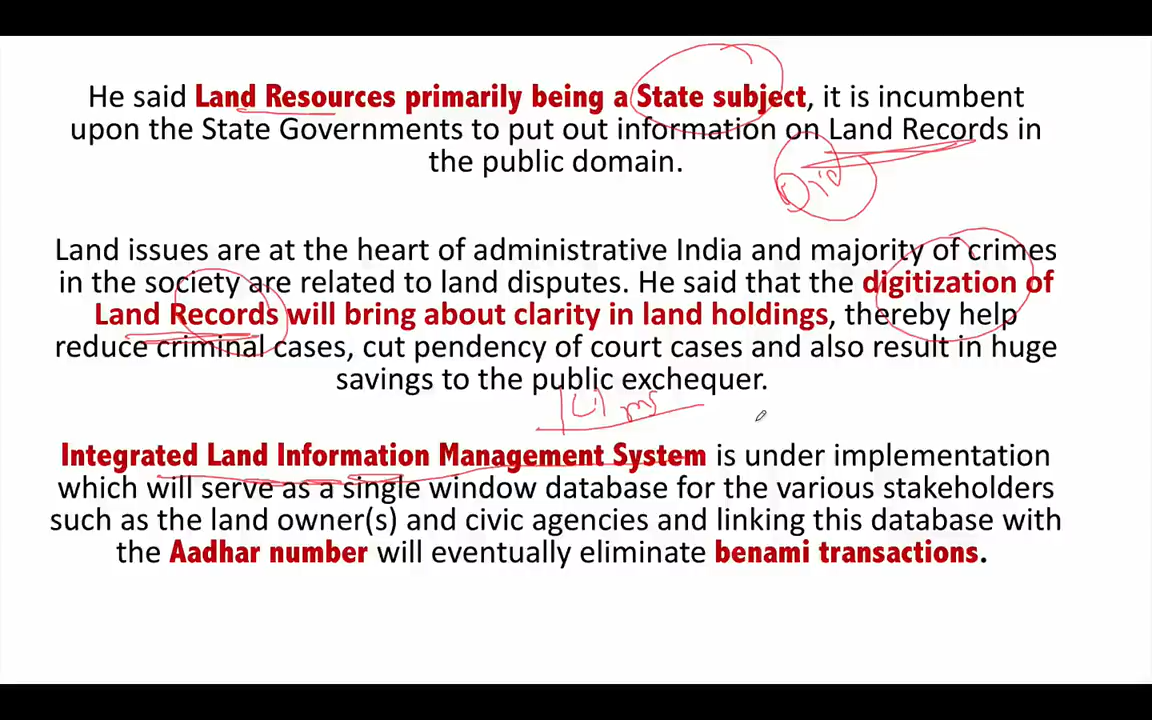 He said Land Resources primarily being a State subject, it is incumbent
upon the State Governments to put out information on Land Records in
the public domain.
Land issues are at the heart of administrative India and majority of crimes
in the society are related to land disputes. He said that the digitization of
Land Records will bring about clarity in land holdings, thereby help
reduce criminal cases, cut pendency of court cases and also result in huge
savings to the public exchequer.
Integrated Land Information Management System is under implementation
which will serve as a single window database for the various stakeholders
such as the land owner(s) and civic agencies and linking this database with
the Aadhar number will eventually eliminate benami transactions.